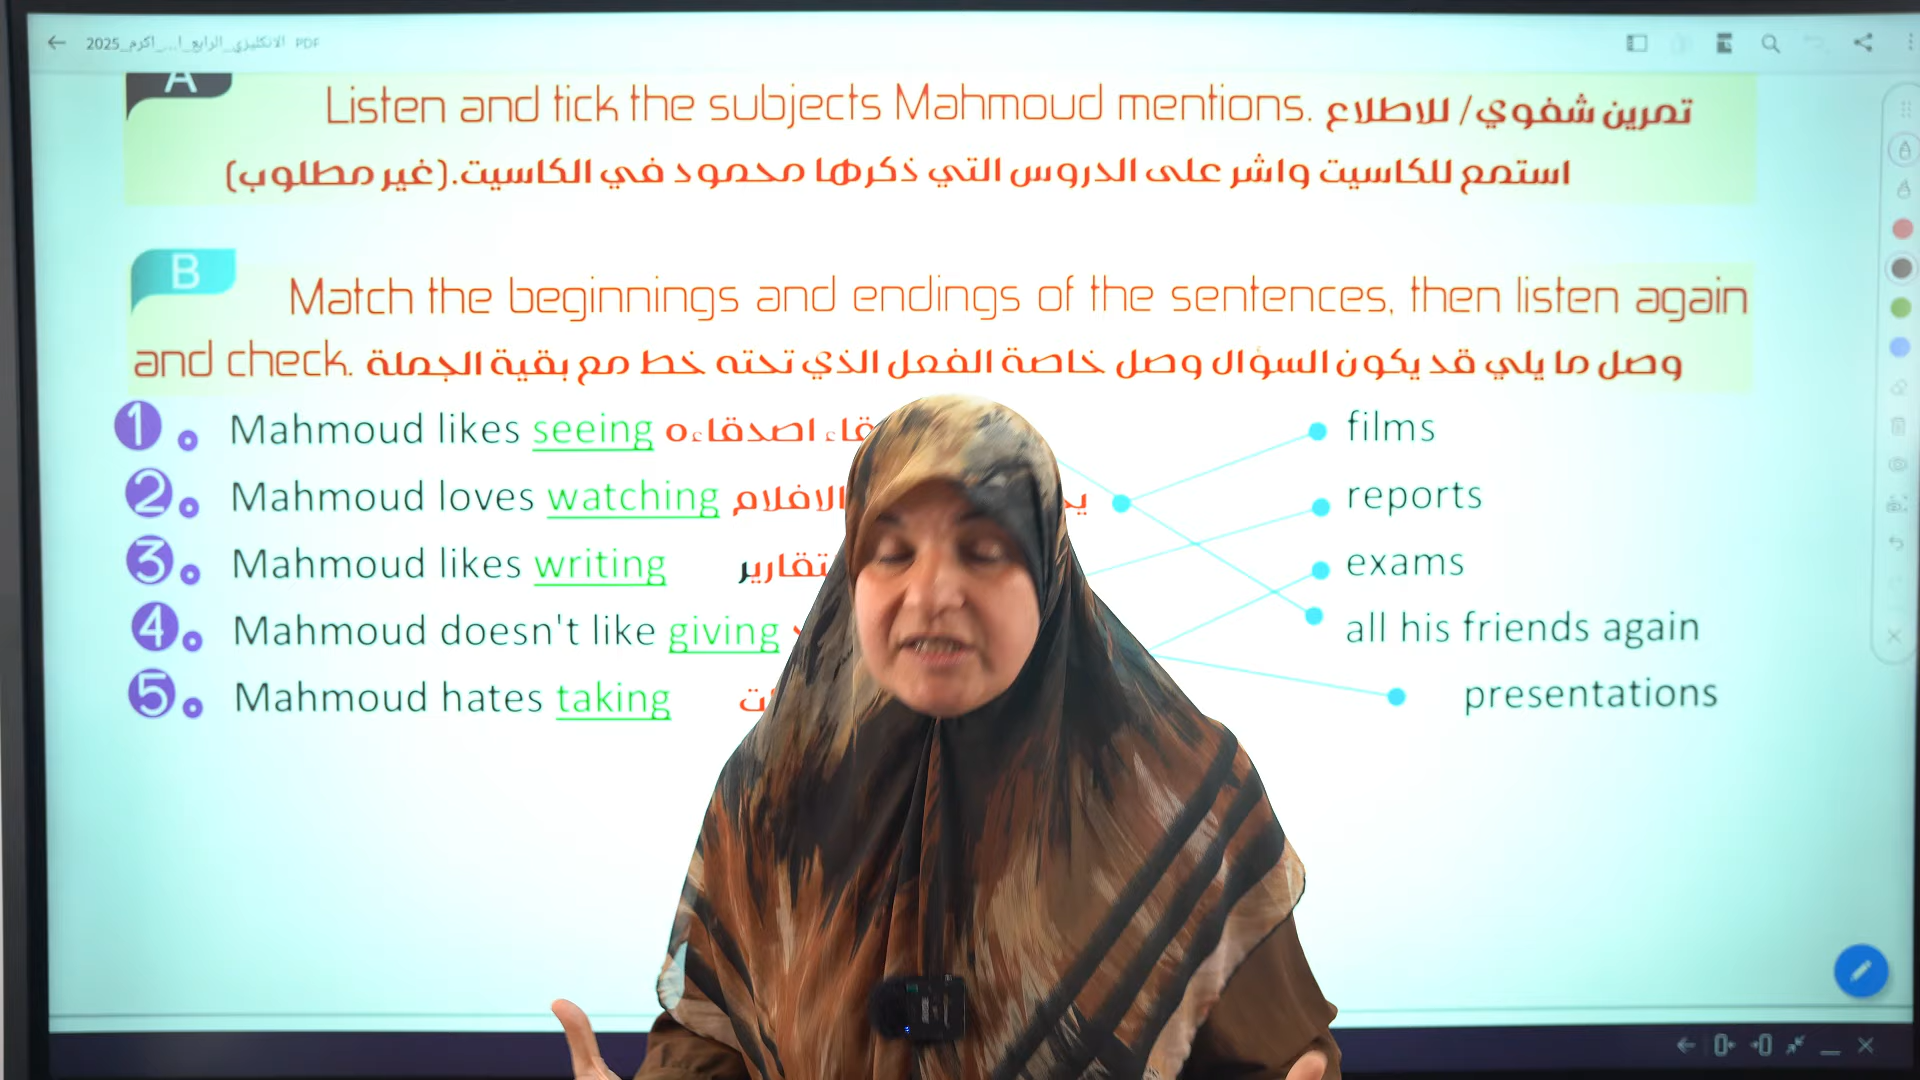 الانكليزي_الرابع_ا..._اكرم_2025 PDF
A
Listen and tick the subjects Mahmoud mentions. تمرين شفوي/ للاطلاع
استمع للكاسيت واشر على الدروس التي ذكرها محمود في الكاسيت.(غير مطلوب)
B
Match the beginnings and endings of the sentences, then listen again
and check. وصل ما يلي قد يكون السؤال وصل خاصة الفعل الذي تحته خط مع بقية الجملة
1 Mahmoud likes seeing اصدقاءه films
2 Mahmoud loves watching الافلام reports
3 Mahmoud likes writing exams
4 Mahmoud doesn't like giving all his friends again
5 Mahmoud hates taking presentations